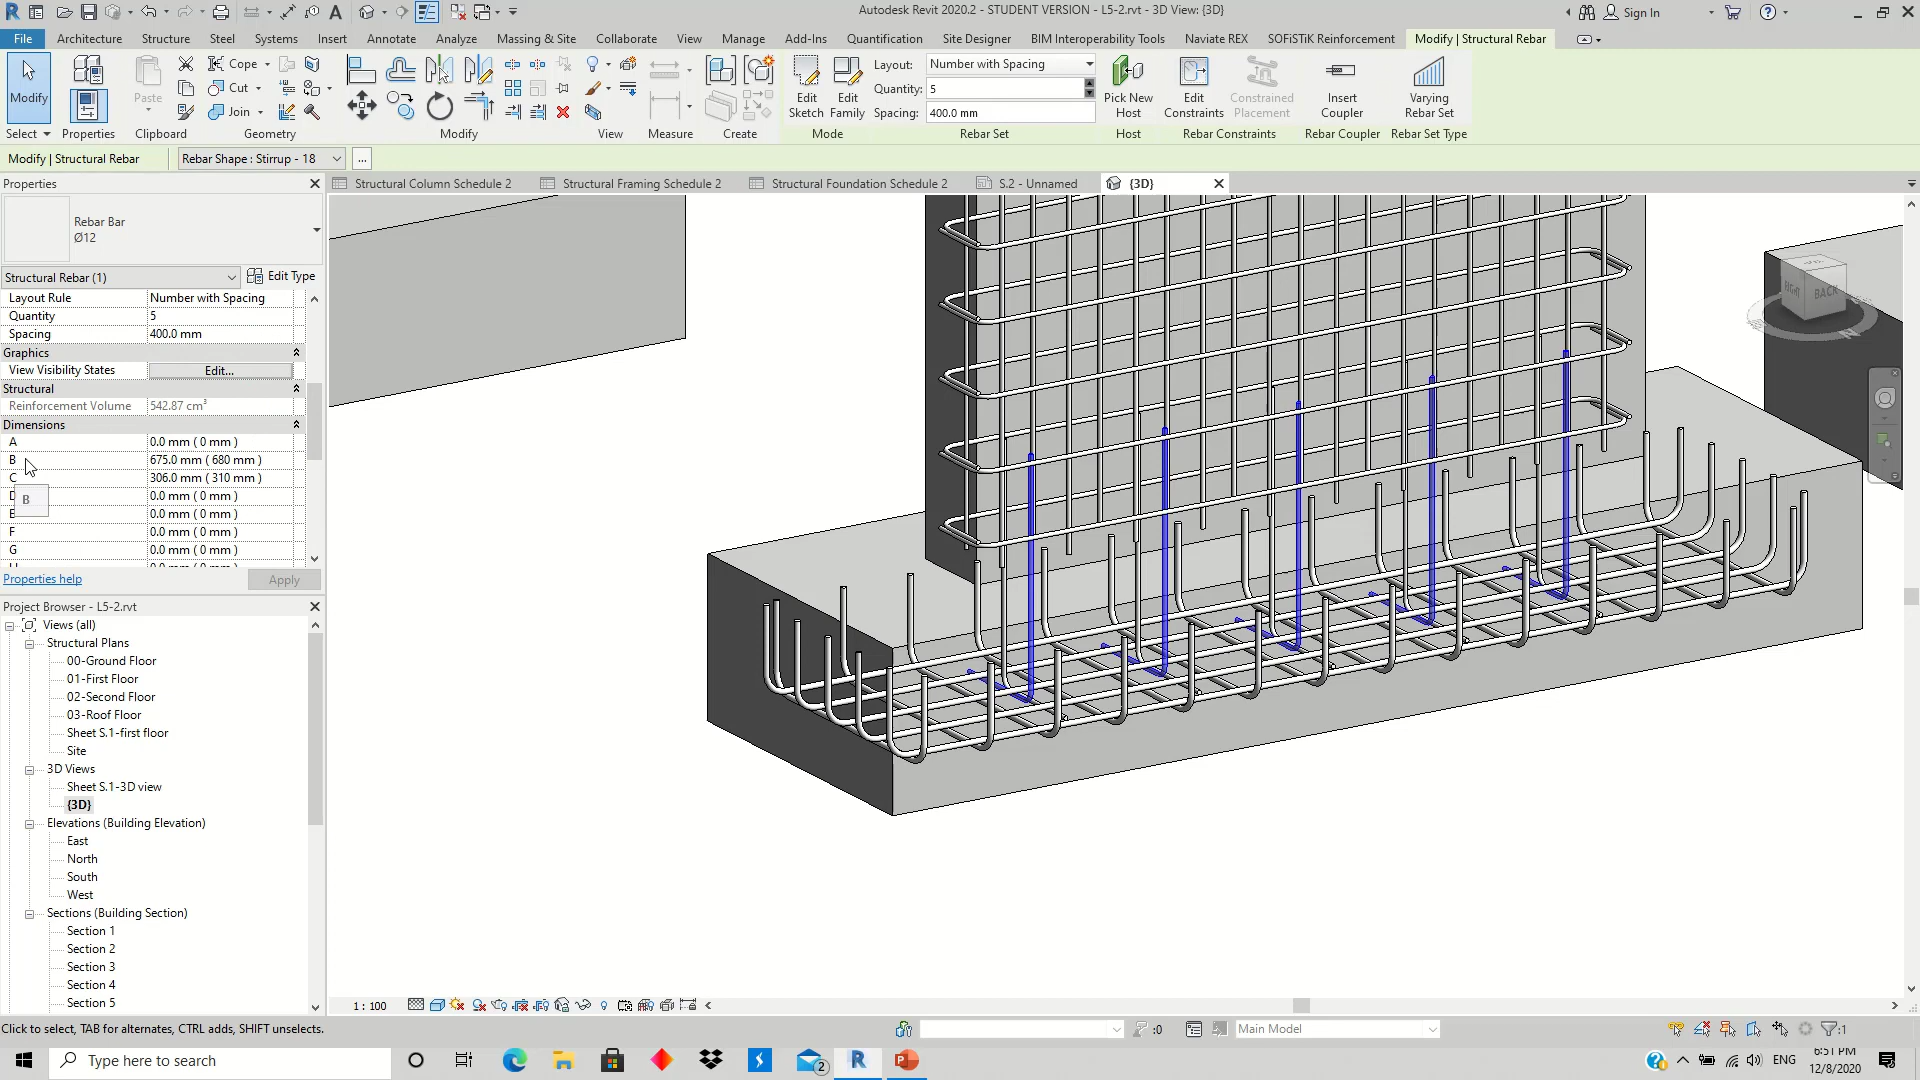 Autodesk Revit 2020.2 - STUDENT VERSION - L5-2.rvt - 3D View: {3D}
Sign In
File Architecture Structure Steel Systems Insert Annotate Analyze Massing & Site Collaborate View Manage Add-Ins Quantification Site Designer BIM Interoperability Tools Naviate REX SOFiSTiK Reinforcement Modify | Structural Rebar
Modify
Paste
Cope
Cut
Join
Edit Sketch
Edit Family
Layout: Number with Spacing
Quantity: 5
Spacing: 400.0 mm
Pick New Host
Edit Constraints
Constrained Placement
Insert Coupler
Varying Rebar Set
Select Properties Clipboard Geometry Modify View Measure Create Mode Rebar Set Host Rebar Constraints Rebar Coupler Rebar Set Type
Modify | Structural Rebar
Rebar Shape : Stirrup - 18
...
Properties
Structural Column Schedule 2
Structural Framing Schedule 2
Structural Foundation Schedule 2
S.2 - Unnamed
{3D}
Rebar Bar
Ø12
Structural Rebar (1)
Edit Type
Layout Rule Number with Spacing
Quantity 5
Spacing 400.0 mm
Graphics
View Visibility States Edit...
Structural
Reinforcement Volume 542.87 cm³
Dimensions
A 0.0 mm ( 0 mm )
B 675.0 mm ( 680 mm )
C 306.0 mm ( 310 mm )
D 0.0 mm ( 0 mm )
B
E 0.0 mm ( 0 mm )
F 0.0 mm ( 0 mm )
G 0.0 mm ( 0 mm )
Properties help
Apply
BACK
Project Browser - L5-2.rvt
Views (all)
Structural Plans
00-Ground Floor
01-First Floor
02-Second Floor
03-Roof Floor
Sheet S.1-first floor
Site
3D Views
Sheet S.1-3D view
{3D}
Elevations (Building Elevation)
East
North
South
West
Sections (Building Section)
Section 1
Section 2
Section 3
Section 4
Section 5
1 : 100
Click to select, TAB for alternates, CTRL adds, SHIFT unselects.
:0
Main Model
:1
Type here to search
2
ENG
6:51 PM
12/8/2020